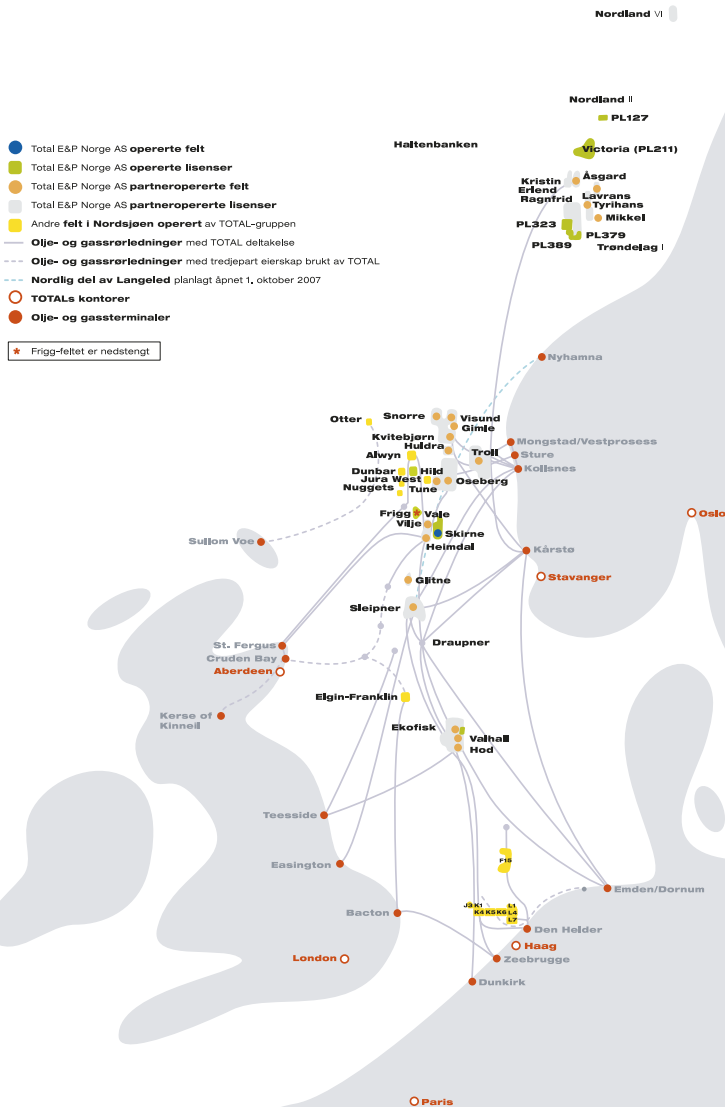 Nordland VI
Nordland II
PL127
Haltenbanken
Victoria (PL211)
Total E&P Norge AS opererte felt
Total E&P Norge AS opererte lisenser
Total E&P Norge AS partneropererte felt
Total E&P Norge AS partneropererte lisenser
Andre felt i Nordsjøen operert av TOTAL-gruppen
Olje- og gassrørledninger med TOTAL deltakelse
Olje- og gassrørledninger med tredjepart eierskap brukt av TOTAL
Nordlig del av Langeled planlagt åpnet 1. oktober 2007
TOTALs kontorer
Olje- og gassterminaler
* Frigg-feltet er nedstengt
Kristin
Åsgard
Erlend
Lavrans
Ragnfrid
Tyrihans
Mikkel
PL323
PL379
PL389
Trøndelag I
Nyhamna
Otter
Snorre
Visund
Gimle
Kvitebjørn
Huldra
Mongstad/Vestprosess
Alwyn
Troll
Sture
Kollsnes
Dunbar
Hild
Jura West
Oseberg
Nuggets
Tune
Frigg
Vale
Vilje
Skirne
Oslo
Sullom Voe
Heimdal
Kårstø
Glitne
Stavanger
Sleipner
St. Fergus
Draupner
Cruden Bay
Aberdeen
Elgin-Franklin
Kerse of
Kinneil
Ekofisk
Valhall
Hod
Teesside
F15
Easington
Emden/Dornum
J3 K1
L1
K4 K5 K6
L4
L7
Bacton
Den Helder
Haag
London
Zeebrugge
Dunkirk
Paris